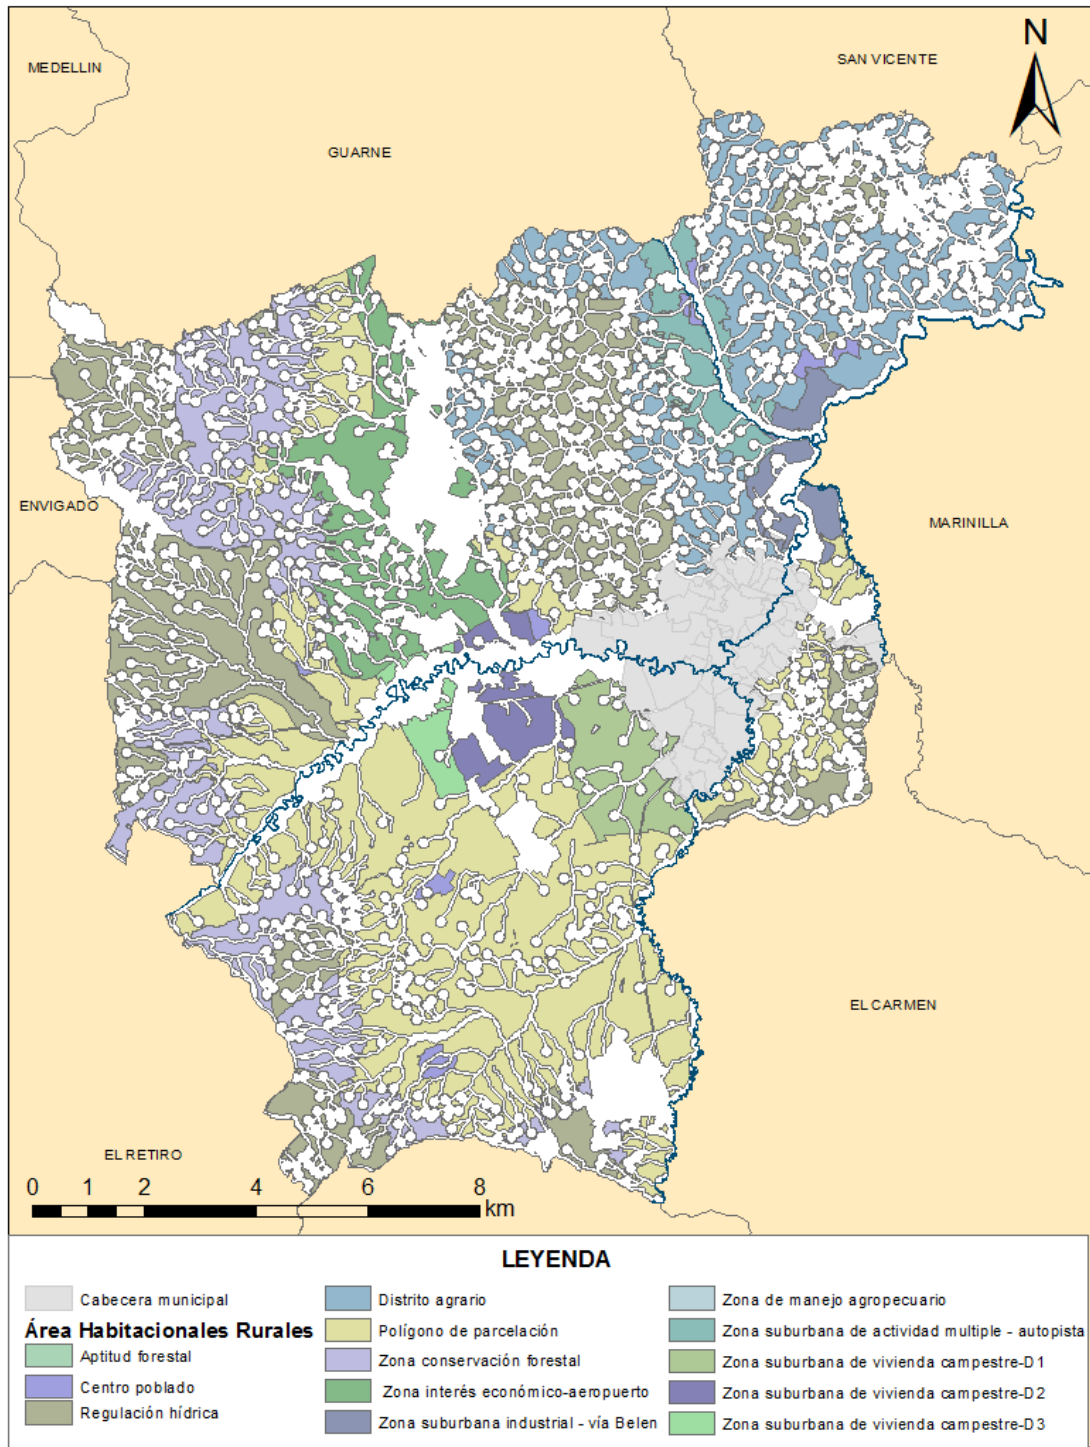 N
MEDELLIN
SAN VICENTE
GUARNE
ENVIGADO
MARINILLA
EL CARMEN
EL RETIRO
0 1 2 4 6 8
km
LEYENDA
Cabecera municipal
Área Habitacionales Rurales
Aptitud forestal
Centro poblado
Regulación hídrica
Distrito agrario
Polígono de parcelación
Zona conservación forestal
Zona interés económico-aeropuerto
Zona suburbana industrial - vía Belen
Zona de manejo agropecuario
Zona suburbana de actividad multiple - autopista
Zona suburbana de vivienda campestre-D1
Zona suburbana de vivienda campestre-D2
Zona suburbana de vivienda campestre-D3